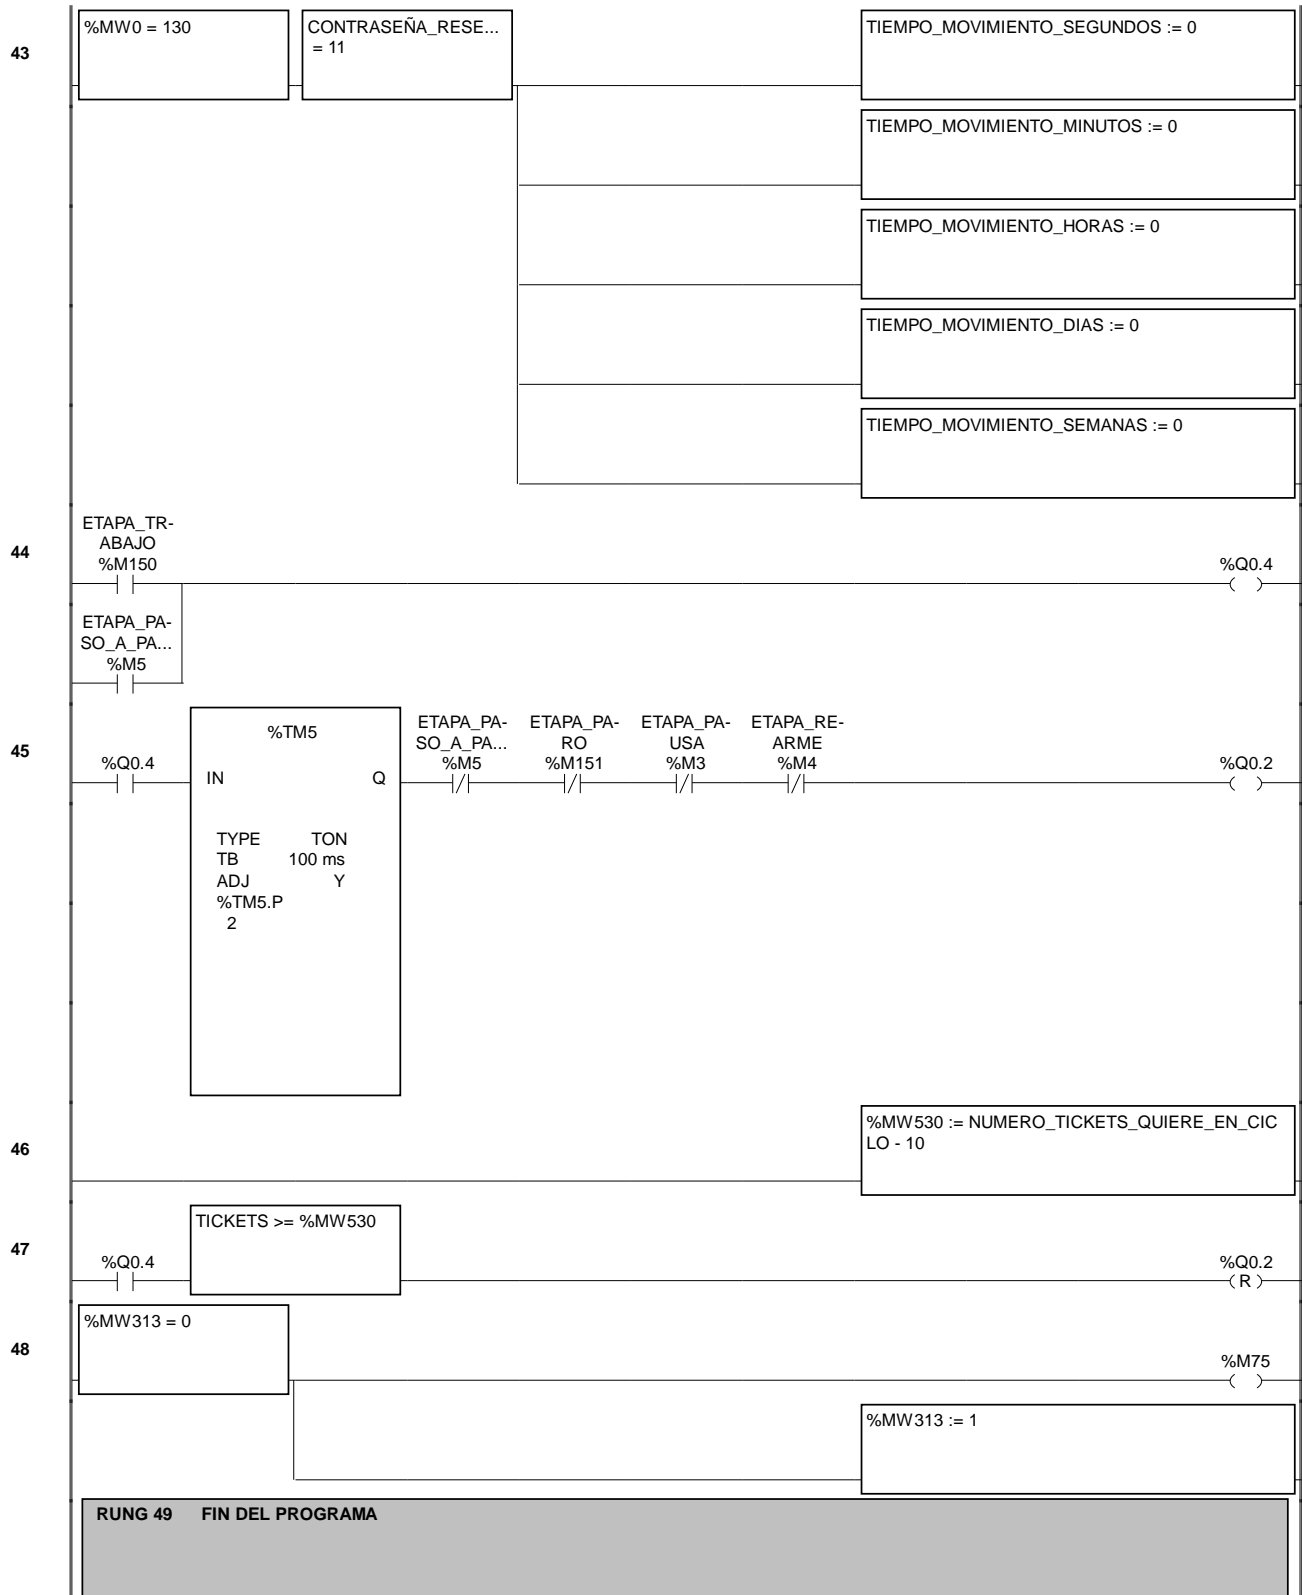 43
%MW0 = 130
CONTRASEÑA_RESE...
= 11
TIEMPO_MOVIMIENTO_SEGUNDOS := 0
TIEMPO_MOVIMIENTO_MINUTOS := 0
TIEMPO_MOVIMIENTO_HORAS := 0
TIEMPO_MOVIMIENTO_DIAS := 0
TIEMPO_MOVIMIENTO_SEMANAS := 0
44
ETAPA_TR-
ABAJO
%M150
%Q0.4
ETAPA_PA-
SO_A_PA...
%M5
45
%Q0.4
%TM5
IN Q
TYPE TON
TB 100 ms
ADJ Y
%TM5.P
2
ETAPA_PA-
SO_A_PA...
%M5
ETAPA_PA-
RO
%M151
ETAPA_PA-
USA
%M3
ETAPA_RE-
ARME
%M4
%Q0.2
46
%MW530 := NUMERO_TICKETS_QUIERE_EN_CIC
LO - 10
47
%Q0.4
TICKETS >= %MW530
%Q0.2
R
48
%MW313 = 0
%M75
%MW313 := 1
RUNG 49 FIN DEL PROGRAMA